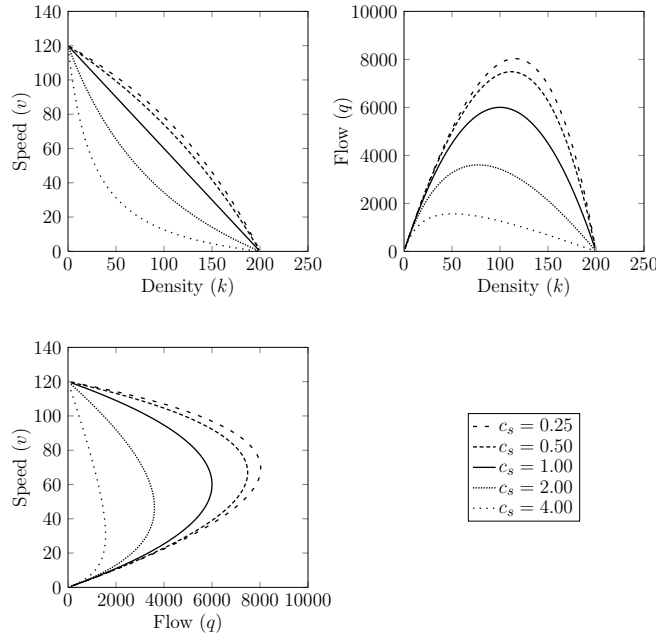 140
120
100
80
60
40
20
0
Speed (v)
0 50 100 150 200 250
Density (k)
10000
8000
6000
4000
2000
0
Flow (q)
0 50 100 150 200 250
Density (k)
140
120
100
80
60
40
20
0
Speed (v)
0 2000 4000 6000 8000 10000
Flow (q)
c_s = 0.25
c_s = 0.50
c_s = 1.00
c_s = 2.00
c_s = 4.00